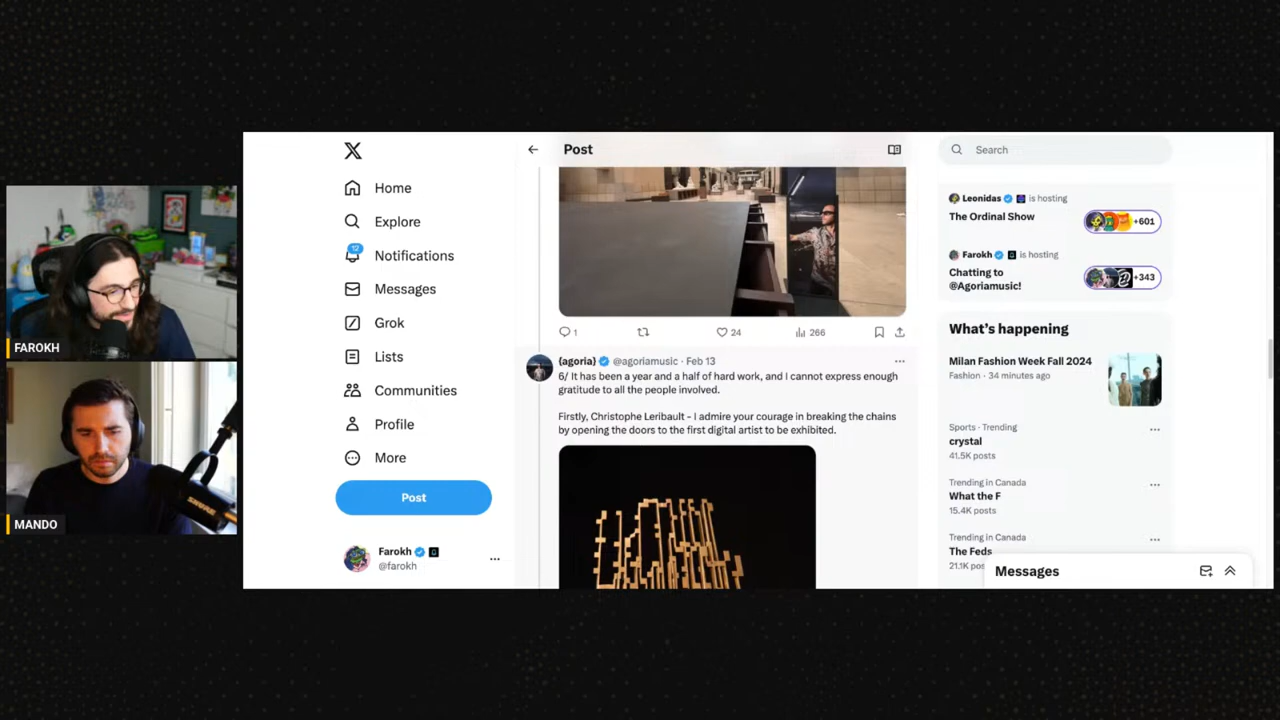 FAROKH
MANDO
SHURE
Home
Explore
12
Notifications
Messages
Grok
Lists
Communities
Profile
More
Post
Farokh
@farokh
Post
1
24
266
(agoria) @agoriamusic · Feb 13
6/ It has been a year and a half of hard work, and I cannot express enough
gratitude to all the people involved.
Firstly, Christophe Leribault - I admire your courage in breaking the chains
by opening the doors to the first digital artist to be exhibited.
Search
Leonidas is hosting
The Ordinal Show
+601
Farokh is hosting
Chatting to
@Agoriamusic!
+343
What's happening
Milan Fashion Week Fall 2024
Fashion · 34 minutes ago
Sports · Trending
crystal
41.5K posts
Trending in Canada
What the F
15.4K posts
Trending in Canada
The Feds
21.1K pos
Messages